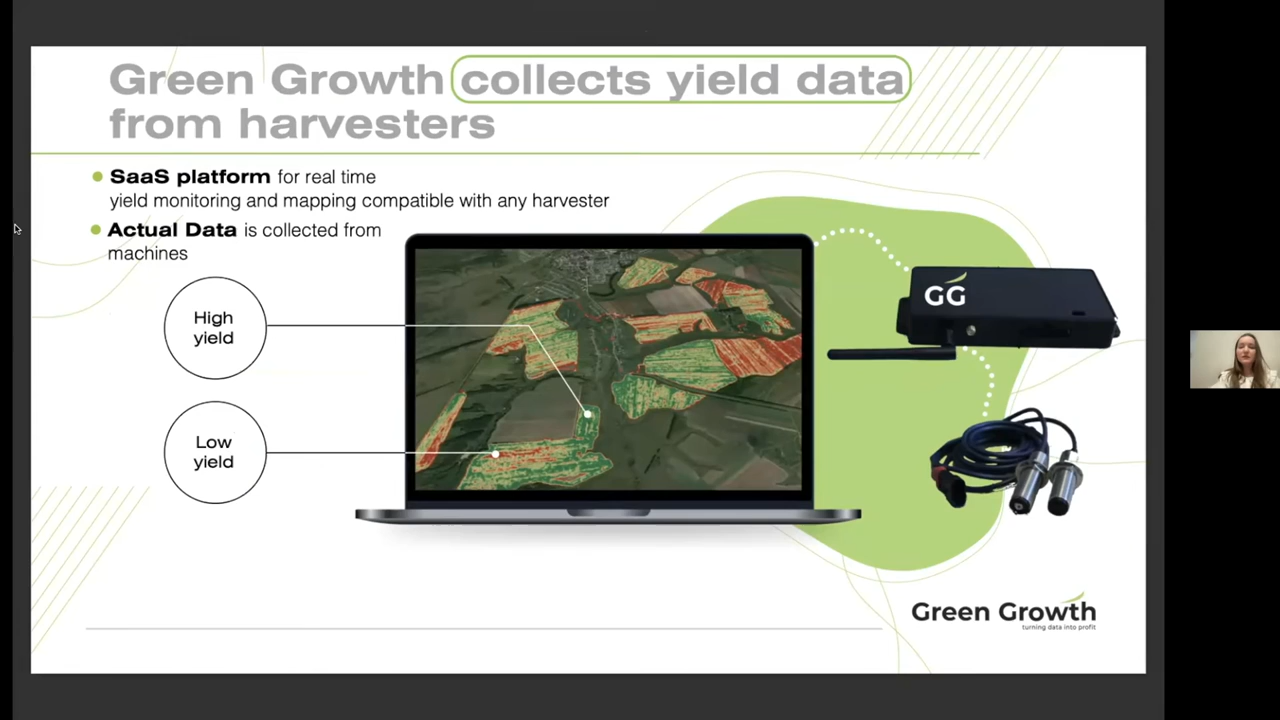 Green Growth collects yield data
from harvesters
SaaS platform for real time
yield monitoring and mapping compatible with any harvester
Actual Data is collected from
machines
High
yield
Low
yield
GG
Green Growth
turning data into profit